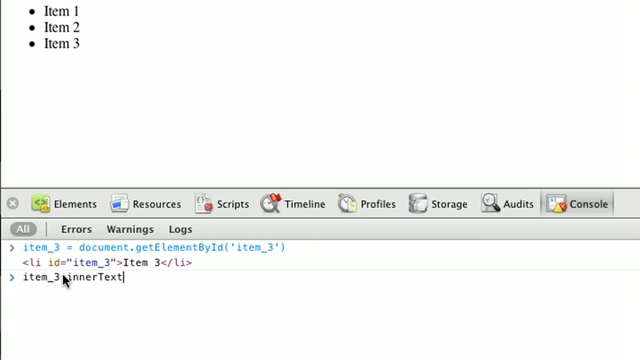 Item 1
Item 2
Item 3
Elements Resources Scripts Timeline Profiles Storage Audits Console
All Errors Warnings Logs
> item_3 = document.getElementById('item_3')
<li id="item_3">Item 3</li>
> item_3.innerText